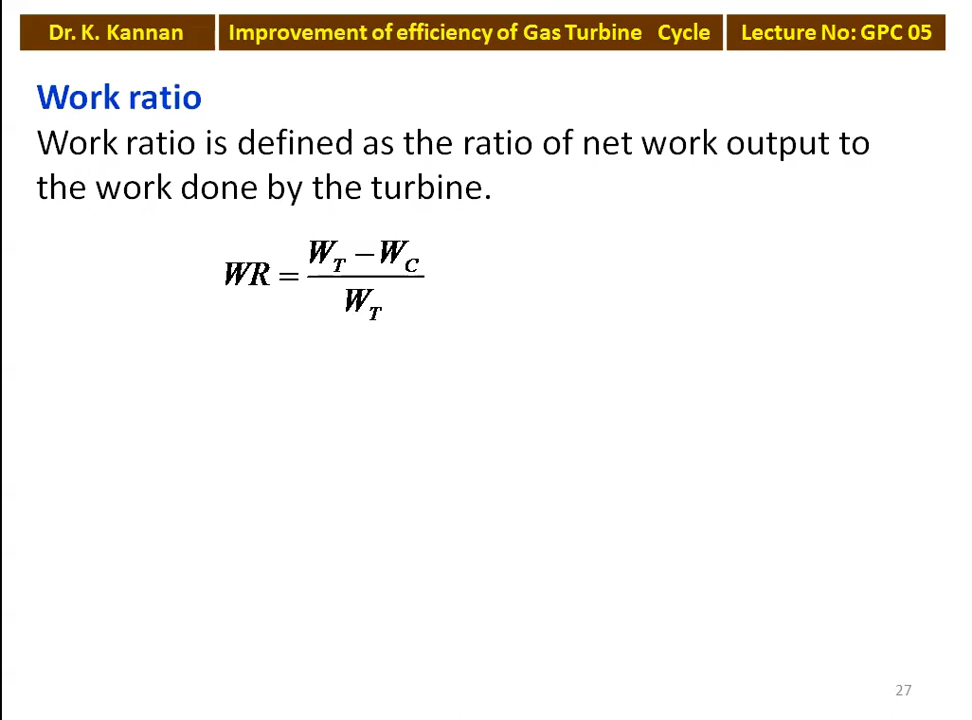 Dr. K. Kannan Improvement of efficiency of Gas Turbine Cycle Lecture No: GPC 05
Work ratio
Work ratio is defined as the ratio of net work output to
the work done by the turbine.
WR = (W_T − W_C) / W_T
27